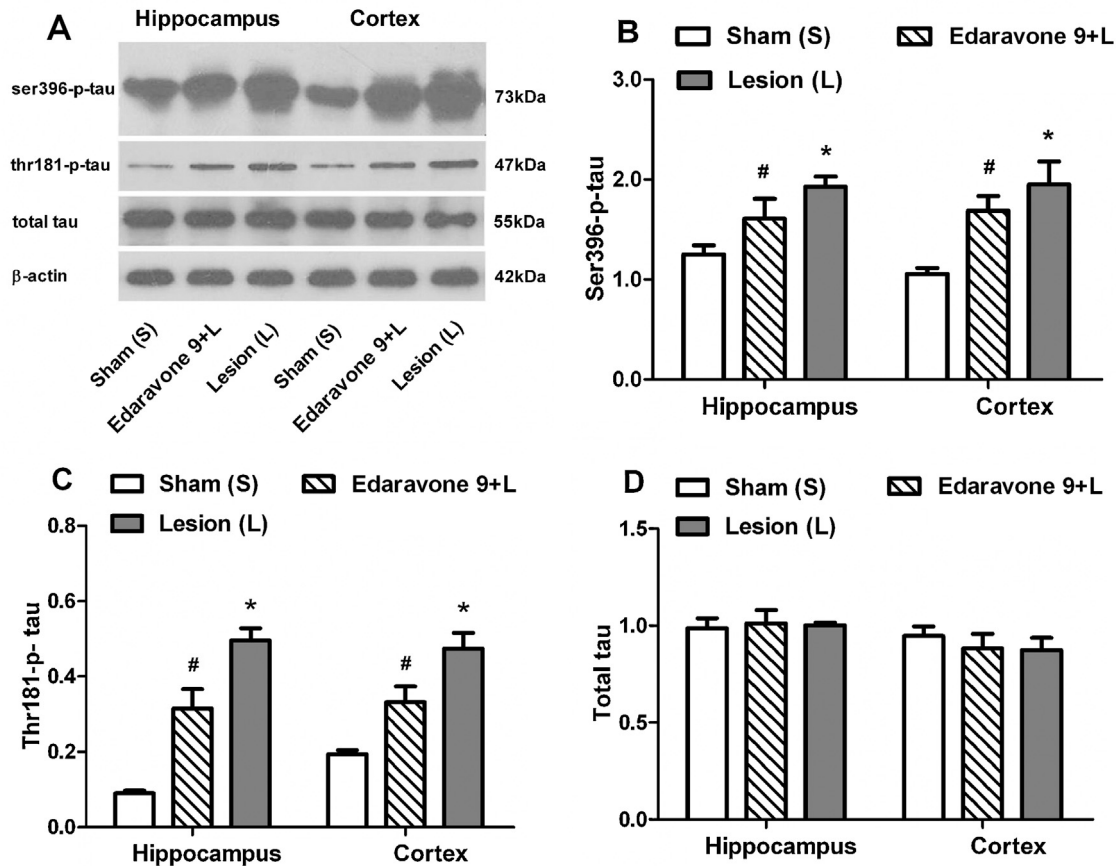 A
Hippocampus Cortex
ser396-p-tau 73kDa
thr181-p-tau 47kDa
total tau 55kDa
β-actin 42kDa
Sham (S) Edaravone 9+L Lesion (L) Sham (S) Edaravone 9+L Lesion (L)
B
Sham (S) Edaravone 9+L
Lesion (L)
Ser396-p-tau
3.0
2.0
1.0
0.0
# * # *
Hippocampus Cortex
C
Sham (S) Edaravone 9+L
Lesion (L)
Thr181-p- tau
0.8
0.6
0.4
0.2
0.0
# * # *
Hippocampus Cortex
D
Sham (S) Edaravone 9+L
Lesion (L)
Total tau
1.5
1.0
0.5
0.0
Hippocampus Cortex